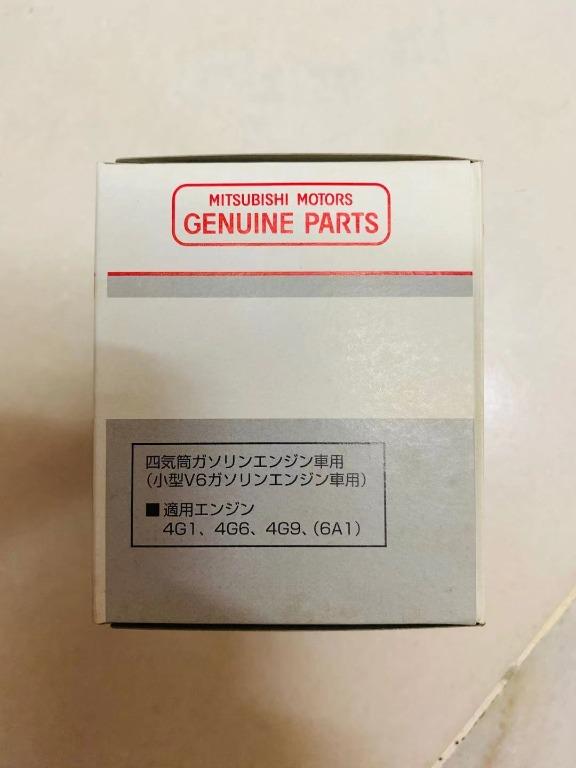 MITSUBISHI MOTORS
GENUINE PARTS
四気筒ガソリンエンジン車用
(小型V6ガソリンエンジン車用)
■ 適用エンジン
4G1、4G6、4G9、(6A1)